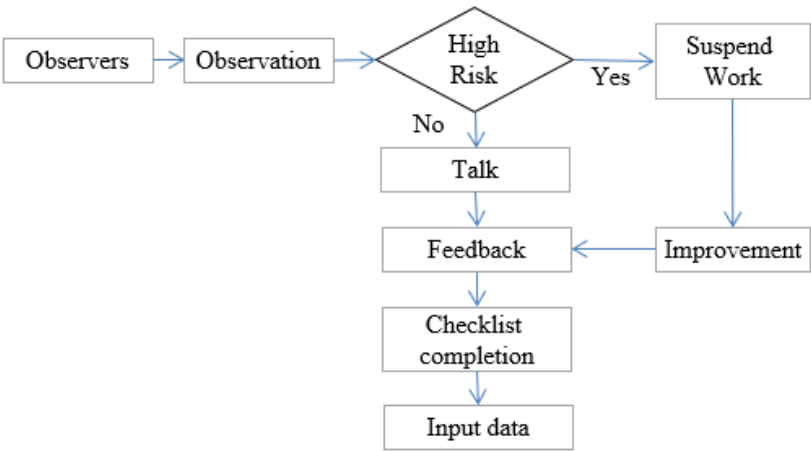 Observers
Observation
High
Risk
Yes
Suspend
Work
No
Talk
Feedback
Improvement
Checklist
completion
Input data